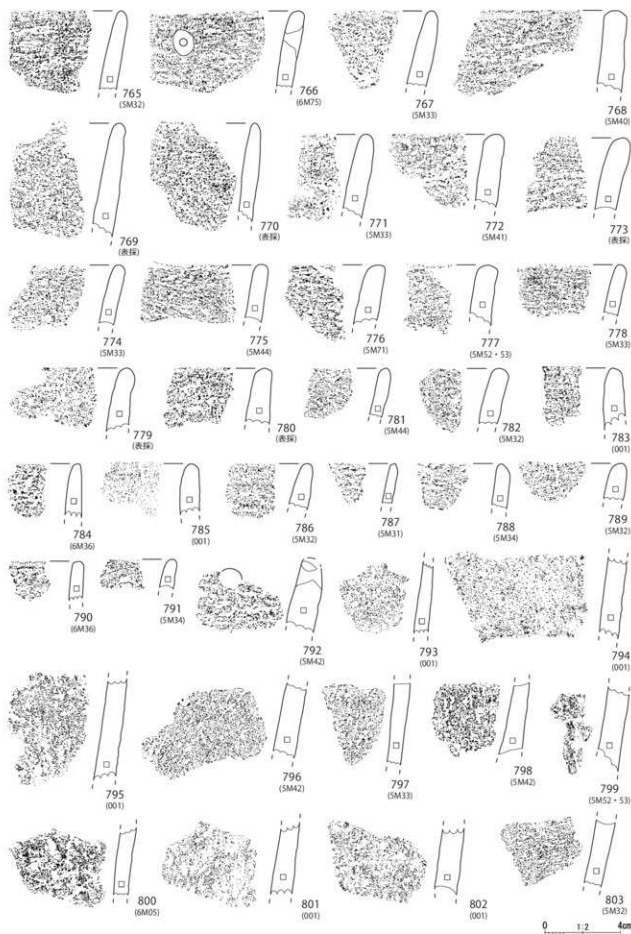 765
(5M32)
766
(6M75)
767
(5M33)
768
(5M40)
769
(表採)
770
(表採)
771
(5M33)
772
(5M41)
773
(表採)
774
(5M33)
775
(5M44)
776
(5M71)
777
(5M52・53)
778
(5M33)
779
(表採)
780
(表採)
781
(5M44)
782
(5M32)
783
(001)
784
(6M36)
785
(001)
786
(5M32)
787
(5M31)
788
(5M34)
789
(5M32)
790
(6M36)
791
(5M34)
792
(5M42)
793
(001)
794
(001)
795
(001)
796
(5M42)
797
(5M33)
798
(5M42)
799
(5M52・53)
800
(6M05)
801
(001)
802
(001)
803
(5M32)
0 1:2 4cm